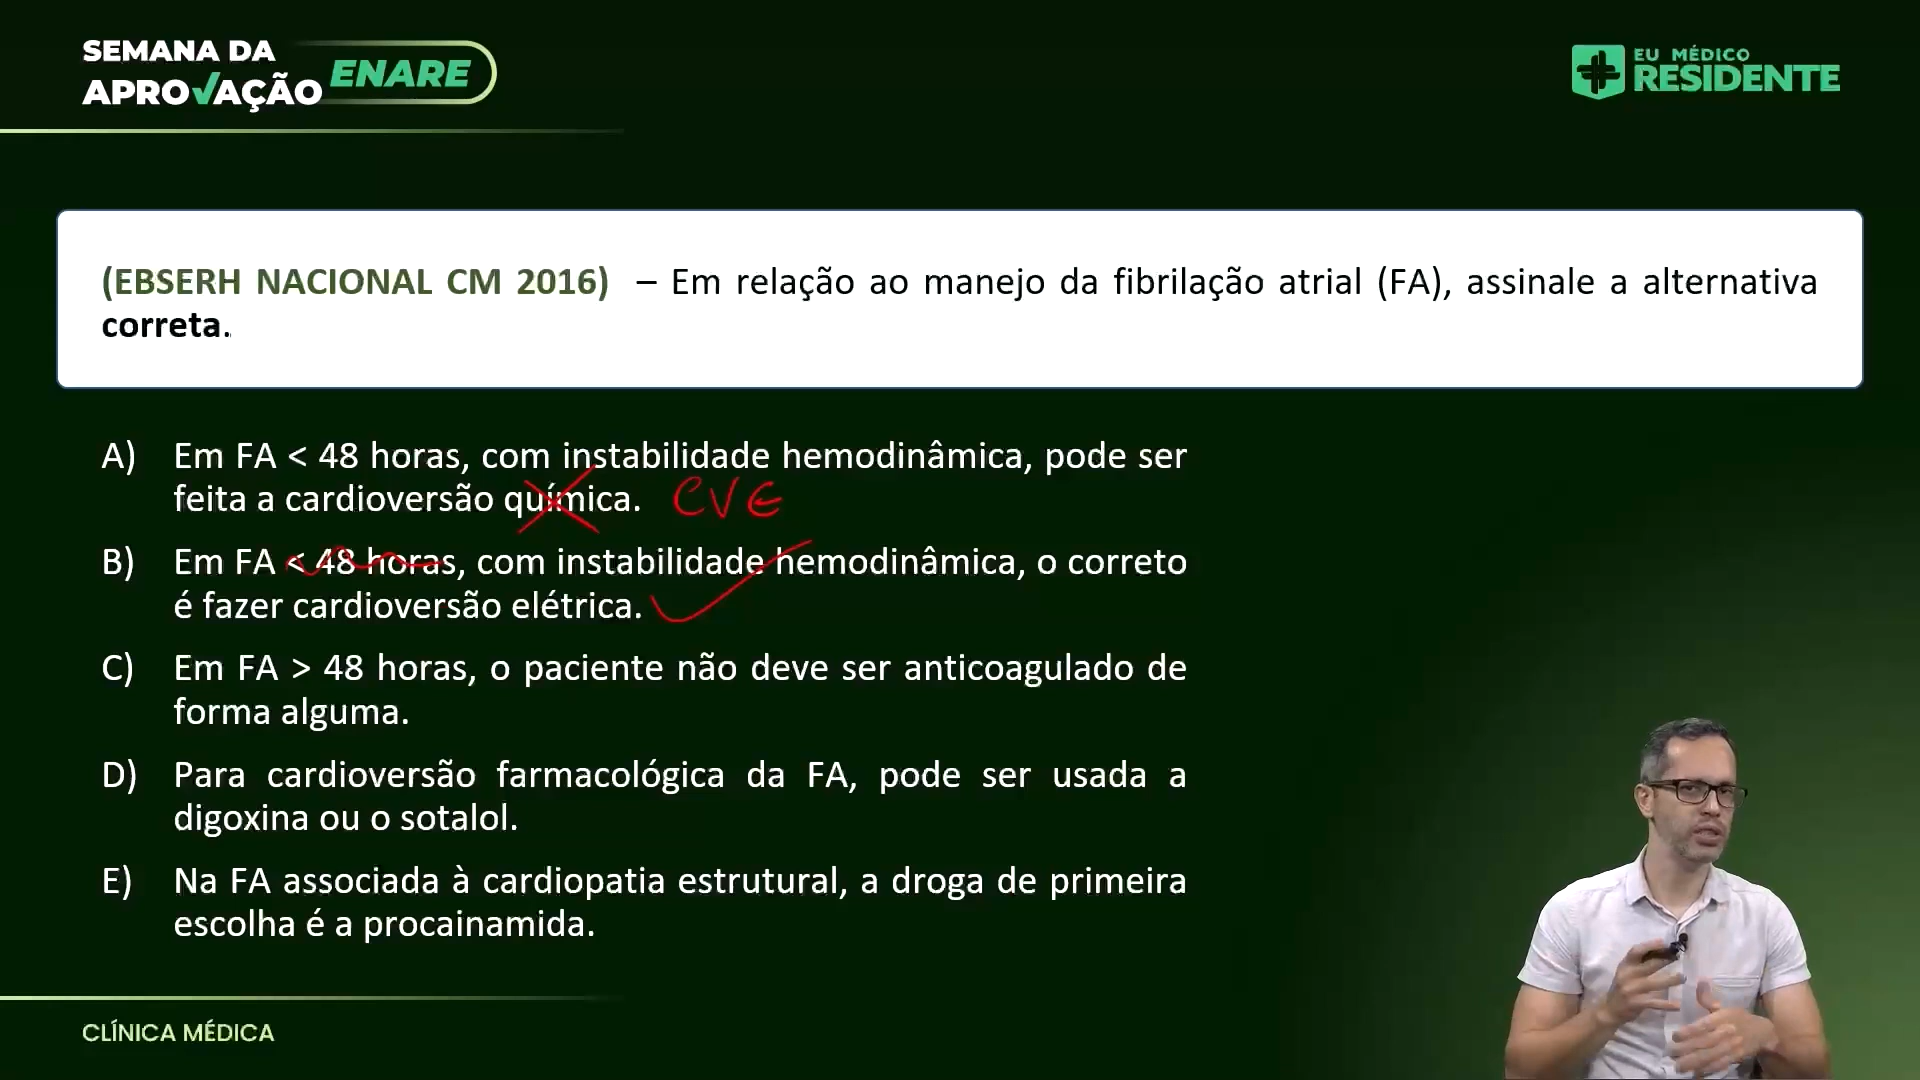 SEMANA DA
APROVAÇÃO ENARE
EU MÉDICO
RESIDENTE
(EBSERH NACIONAL CM 2016) – Em relação ao manejo da fibrilação atrial (FA), assinale a alternativa
correta.
A) Em FA < 48 horas, com instabilidade hemodinâmica, pode ser
feita a cardioversão química. CVE
B) Em FA < 48 horas, com instabilidade hemodinâmica, o correto
é fazer cardioversão elétrica.
C) Em FA > 48 horas, o paciente não deve ser anticoagulado de
forma alguma.
D) Para cardioversão farmacológica da FA, pode ser usada a
digoxina ou o sotalol.
E) Na FA associada à cardiopatia estrutural, a droga de primeira
escolha é a procainamida.
CLÍNICA MÉDICA